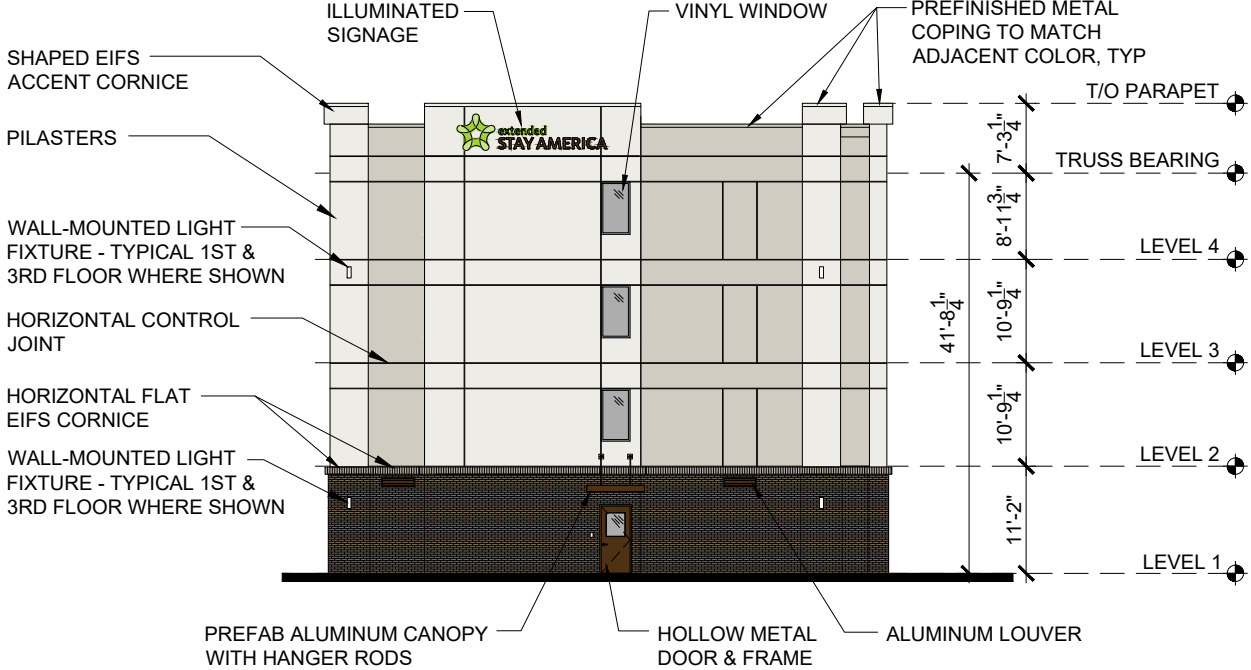 ILLUMINATED
SIGNAGE
VINYL WINDOW
PREFINISHED METAL
COPING TO MATCH
ADJACENT COLOR, TYP
SHAPED EIFS
ACCENT CORNICE
PILASTERS
WALL-MOUNTED LIGHT
FIXTURE - TYPICAL 1ST &
3RD FLOOR WHERE SHOWN
HORIZONTAL CONTROL
JOINT
HORIZONTAL FLAT
EIFS CORNICE
WALL-MOUNTED LIGHT
FIXTURE - TYPICAL 1ST &
3RD FLOOR WHERE SHOWN
extended
STAY AMERICA
T/O PARAPET
7'-3 1/4"
TRUSS BEARING
8'-11 3/4"
LEVEL 4
10'-9 1/4"
41'-8 1/4"
LEVEL 3
10'-9 1/4"
LEVEL 2
11'-2"
LEVEL 1
PREFAB ALUMINUM CANOPY
WITH HANGER RODS
HOLLOW METAL
DOOR & FRAME
ALUMINUM LOUVER